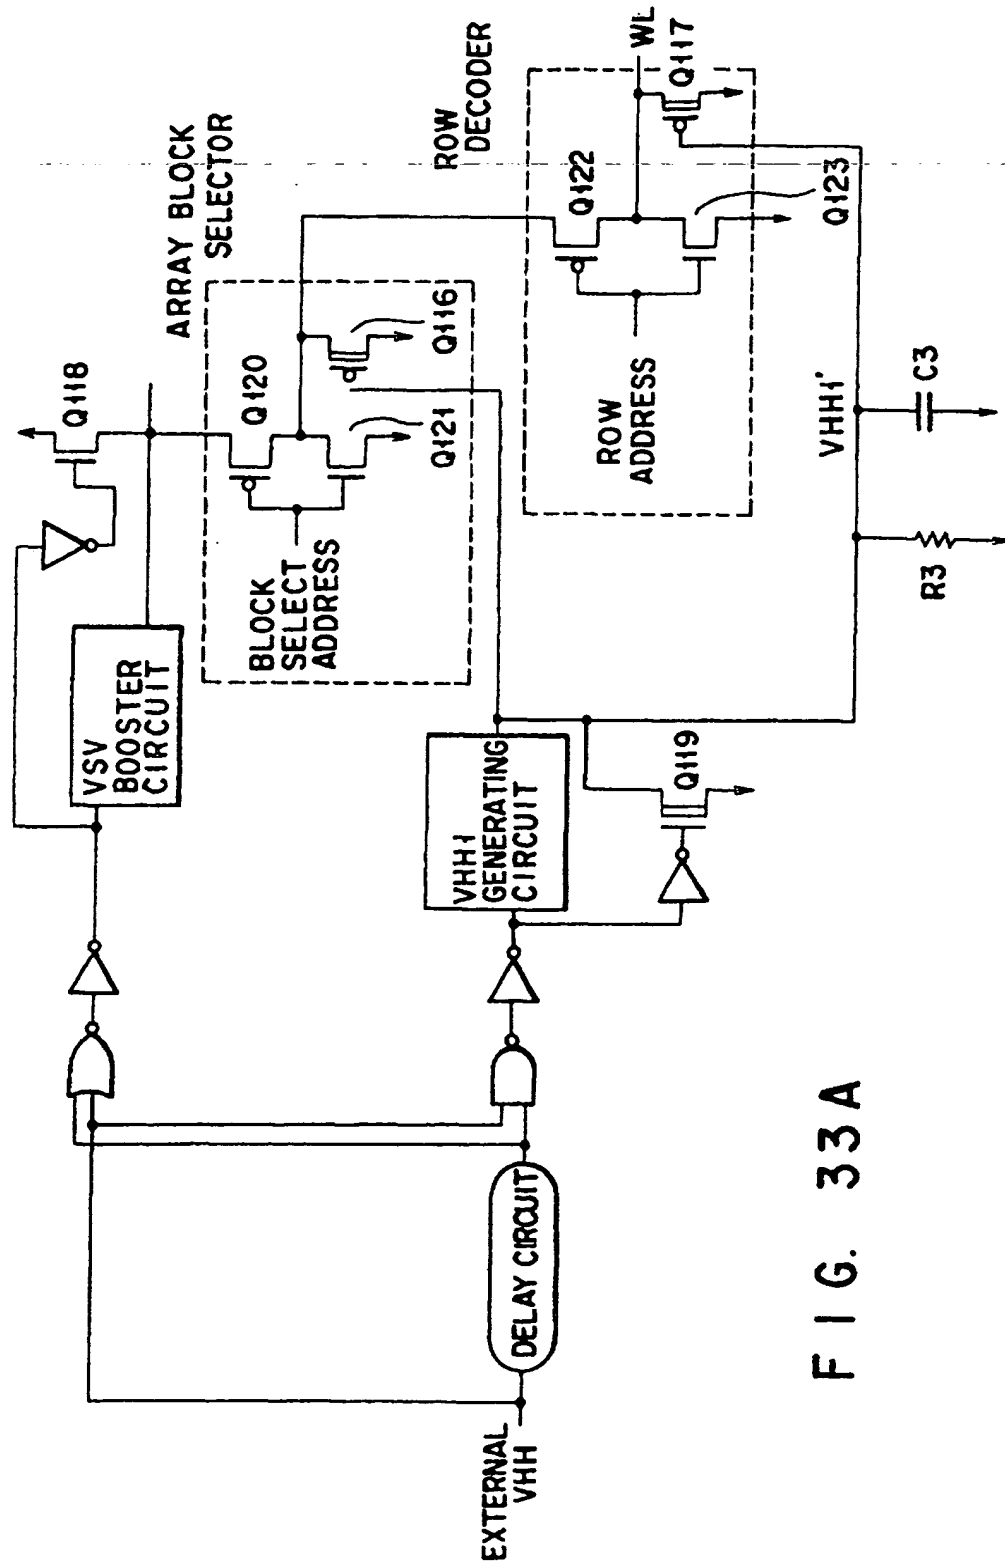 EXTERNAL
VHH
DELAY CIRCUIT
VSV
BOOSTER
CIRCUIT
VHH1
GENERATING
CIRCUIT
Q118
Q119
ARRAY BLOCK
SELECTOR
BLOCK
SELECT
ADDRESS
Q120
Q121
Q116
ROW
DECODER
ROW
ADDRESS
Q122
Q123
WL
Q117
VHH1'
R3
C3
FIG. 33A